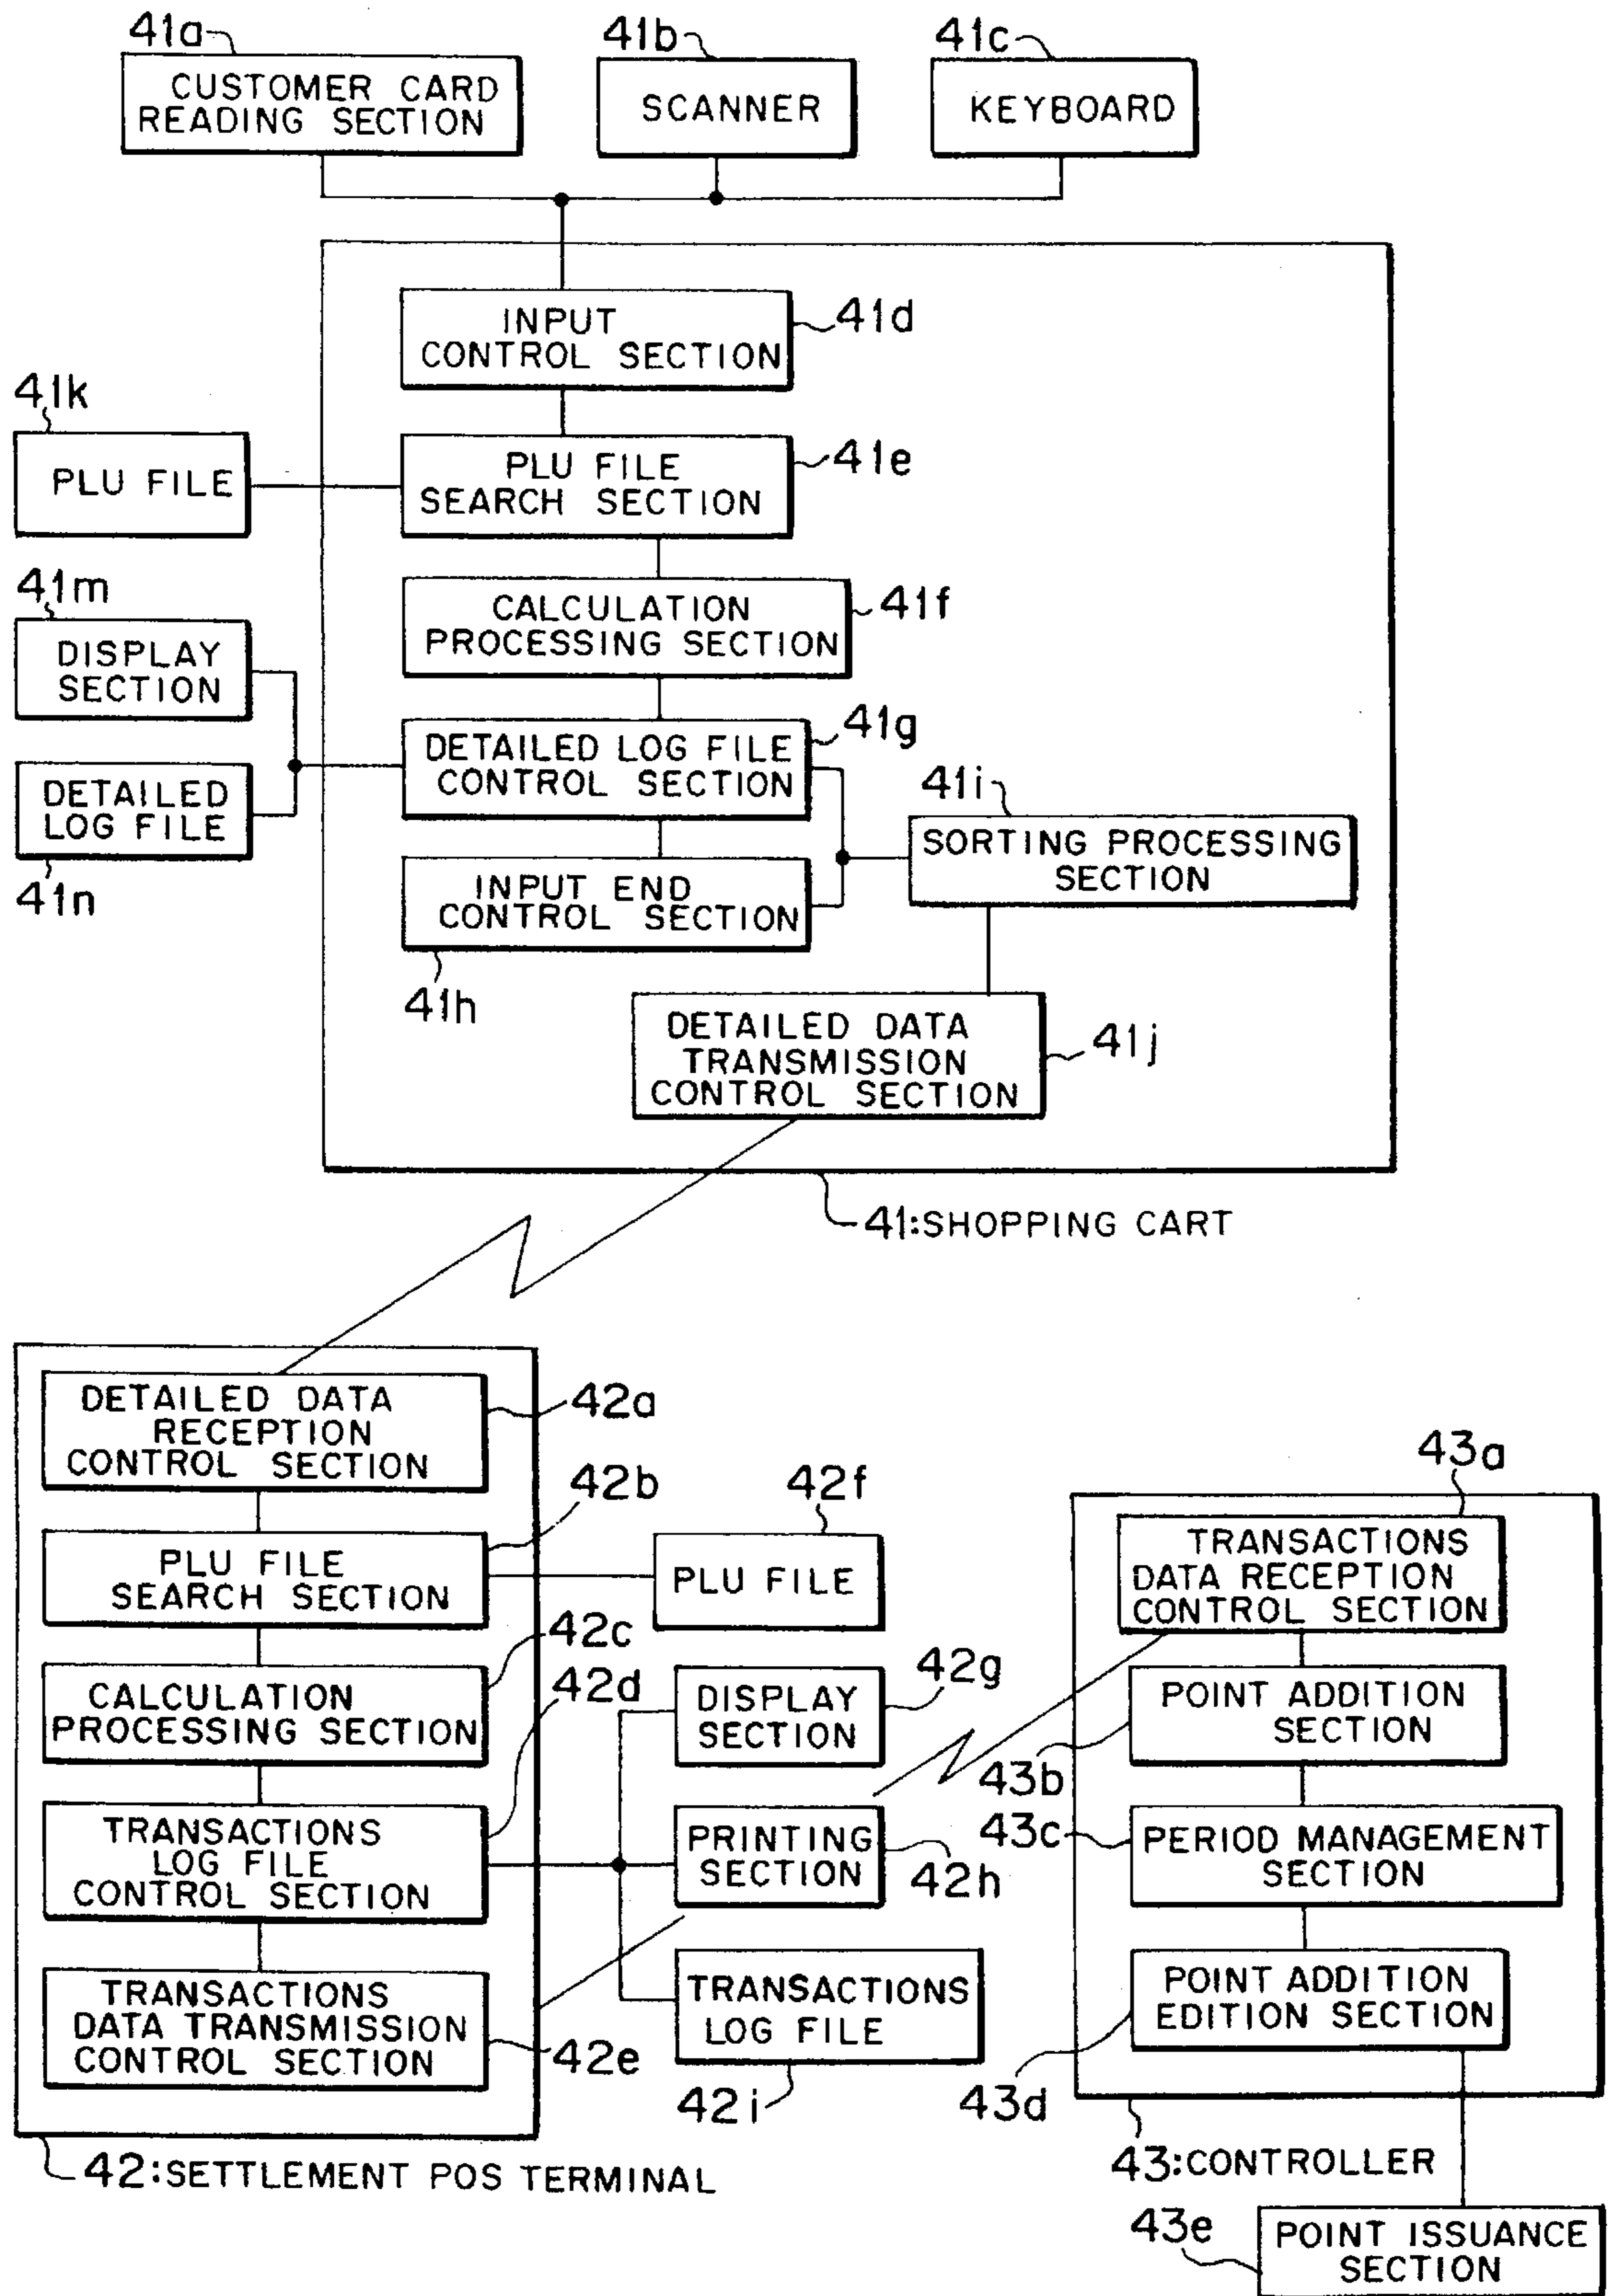 41a
41b
41c
CUSTOMER CARD
READING SECTION
SCANNER
KEYBOARD
INPUT
CONTROL SECTION
41d
41k
PLU FILE
PLU FILE
SEARCH SECTION
41e
41m
DISPLAY
SECTION
CALCULATION
PROCESSING SECTION
41f
DETAILED LOG FILE
CONTROL SECTION
41g
DETAILED
LOG FILE
41n
41i
SORTING PROCESSING
SECTION
INPUT END
CONTROL SECTION
41h
DETAILED DATA
TRANSMISSION
CONTROL SECTION
41j
41:SHOPPING CART
DETAILED DATA
RECEPTION
CONTROL SECTION
42a
42b
PLU FILE
SEARCH SECTION
42f
PLU FILE
42c
CALCULATION
PROCESSING SECTION
42d
DISPLAY
SECTION
42g
TRANSACTIONS
LOG FILE
CONTROL SECTION
PRINTING
SECTION
42h
TRANSACTIONS
DATA TRANSMISSION
CONTROL SECTION
42e
TRANSACTIONS
LOG FILE
42i
42:SETTLEMENT POS TERMINAL
43a
TRANSACTIONS
DATA RECEPTION
CONTROL SECTION
POINT ADDITION
SECTION
43b
43c
PERIOD MANAGEMENT
SECTION
POINT ADDITION
EDITION SECTION
43d
43:CONTROLLER
43e
POINT ISSUANCE
SECTION